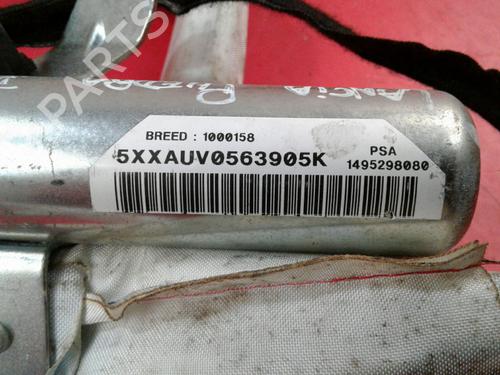 BREED : 1000158
5XXAUV0563905K
PSA
1495298080
PARTS